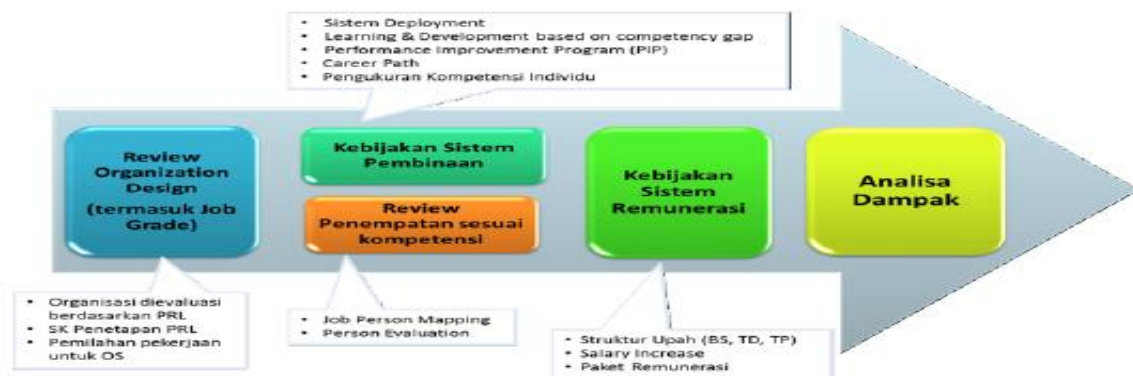 • Sistem Deployment
• Learning & Development based on competency gap
• Performance Improvement Program (PIP)
• Career Path
• Pengukuran Kompetensi Individu
Review
Organization
Design
(termasuk Job
Grade)
Kebijakan Sistem
Pembinaan
Review
Penempatan sesuai
kompetensi
Kebijakan
Sistem
Remunerasi
Analisa
Dampak
• Organisasi dievaluasi
berdasarkan PRL
• SK Penetapan PRL
• Pemilahan pekerjaan
untuk OS
• Job Person Mapping
• Person Evaluation
• Struktur Upah (BS, TD, TP)
• Salary Increase
• Paket Remunerasi